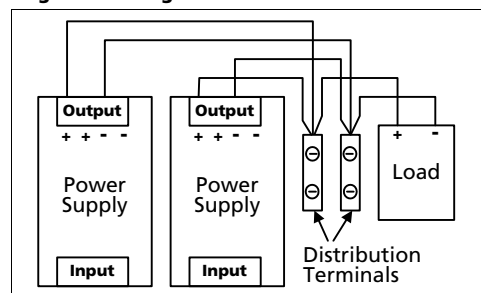 Output
+ + - -
Power
Supply
Input
Output
+ + - -
Power
Supply
Input
+ -
Load
Distribution
Terminals